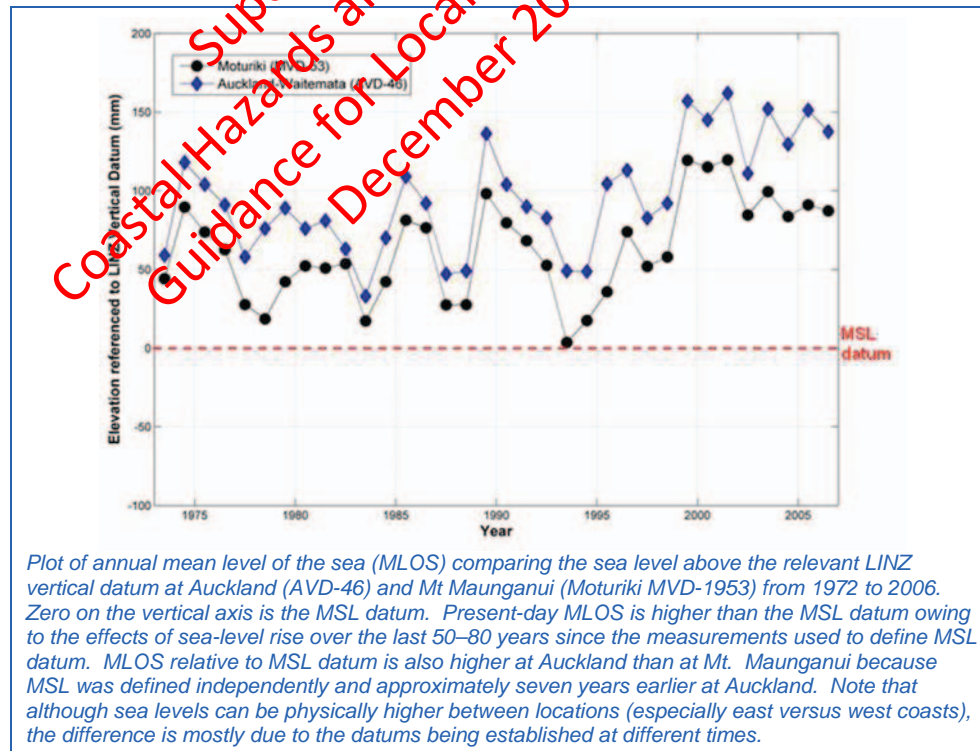 200
150
100
50
0
-50
-100
Elevation referenced to LINZ Vertical Datum (mm)
Moturiki (MVD-53)
Auckland-Waitemata (AVD-46)
MSL
datum
1975 1980 1985 1990 1995 2000 2005
Year
Coastal Hazards
Guidance for Local
December 20
Plot of annual mean level of the sea (MLOS) comparing the sea level above the relevant LINZ
vertical datum at Auckland (AVD-46) and Mt Maunganui (Moturiki MVD-1953) from 1972 to 2006.
Zero on the vertical axis is the MSL datum.  Present-day MLOS is higher than the MSL datum owing
to the effects of sea-level rise over the last 50–80 years since the measurements used to define MSL
datum.  MLOS relative to MSL datum is also higher at Auckland than at Mt.  Maunganui because
MSL was defined independently and approximately seven years earlier at Auckland.  Note that
although sea levels can be physically higher between locations (especially east versus west coasts),
the difference is mostly due to the datums being established at different times.